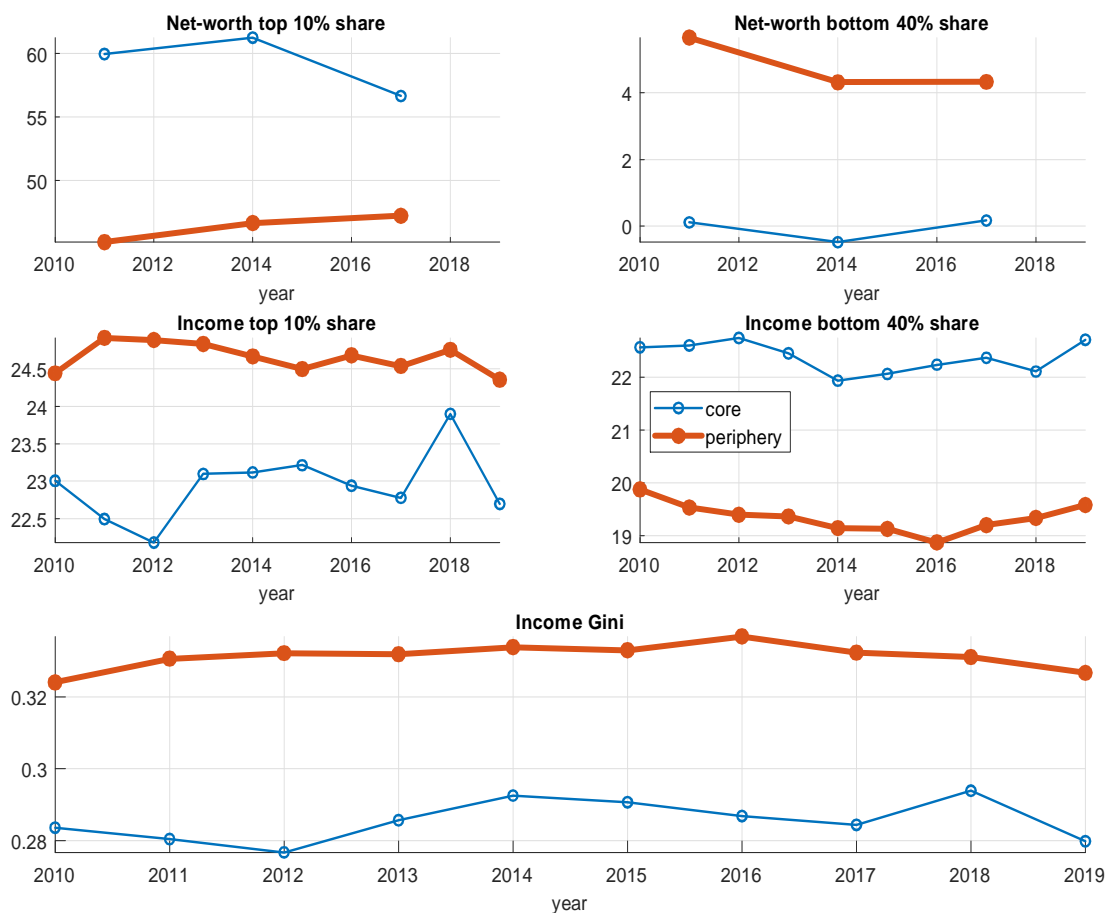 Net-worth top 10% share
60
55
50
2010 2012 2014 2016 2018
year
Net-worth bottom 40% share
4
2
0
2010 2012 2014 2016 2018
year
Income top 10% share
24.5
24
23.5
23
22.5
2010 2012 2014 2016 2018
year
Income bottom 40% share
22
21
20
19
core
periphery
2010 2012 2014 2016 2018
year
Income Gini
0.32
0.3
0.28
2010 2011 2012 2013 2014 2015 2016 2017 2018 2019
year